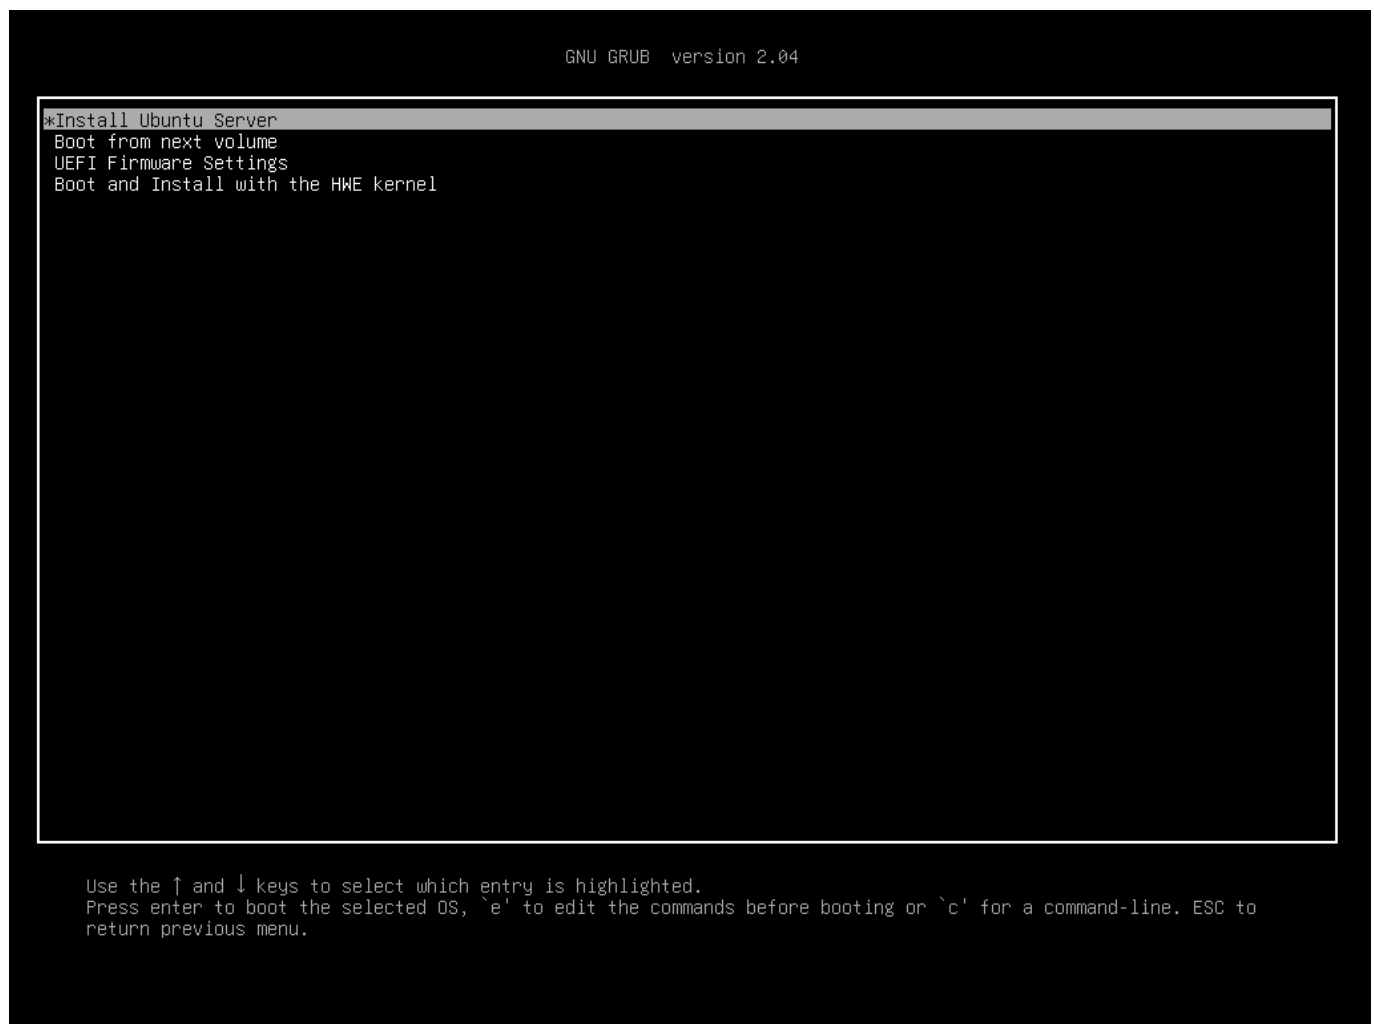 GNU GRUB  version 2.04
*Install Ubuntu Server
Boot from next volume
UEFI Firmware Settings
Boot and Install with the HWE kernel
Use the ↑ and ↓ keys to select which entry is highlighted.
Press enter to boot the selected OS, `e' to edit the commands before booting or `c' for a command-line. ESC to
return previous menu.